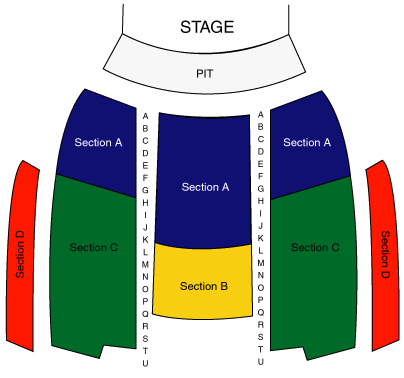 STAGE
PIT
Section A
Section A
Section A
Section B
Section C
Section C
Section D
Section D
A
B
C
D
E
F
G
H
I
J
K
L
M
N
O
P
Q
R
S
T
U
A
B
C
D
E
F
G
H
I
J
K
L
M
N
O
P
Q
R
S
T
U